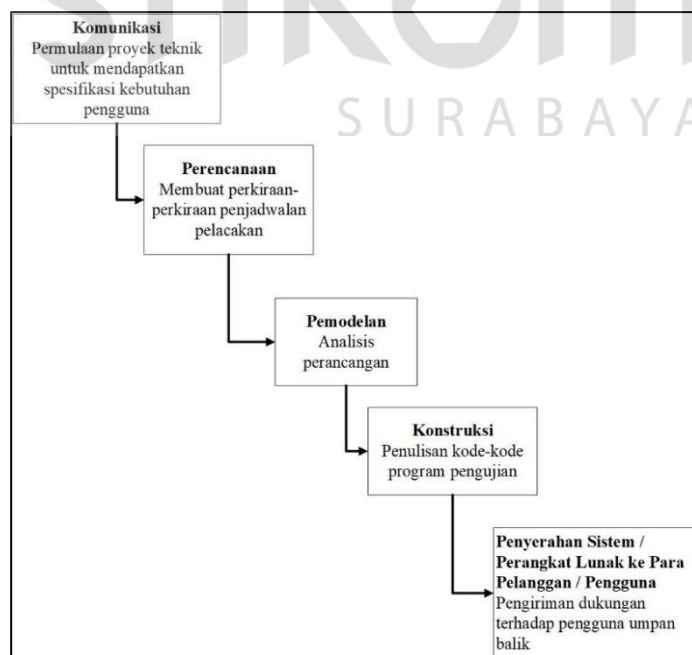 SURABAYA
Komunikasi
Permulaan proyek teknik
untuk mendapatkan
spesifikasi kebutuhan
pengguna
Perencanaan
Membuat perkiraan-
perkiraan penjadwalan
pelacakan
Pemodelan
Analisis
perancangan
Konstruksi
Penulisan kode-kode
program pengujian
Penyerahan Sistem /
Perangkat Lunak ke Para
Pelanggan / Pengguna
Pengiriman dukungan
terhadap pengguna umpan
balik